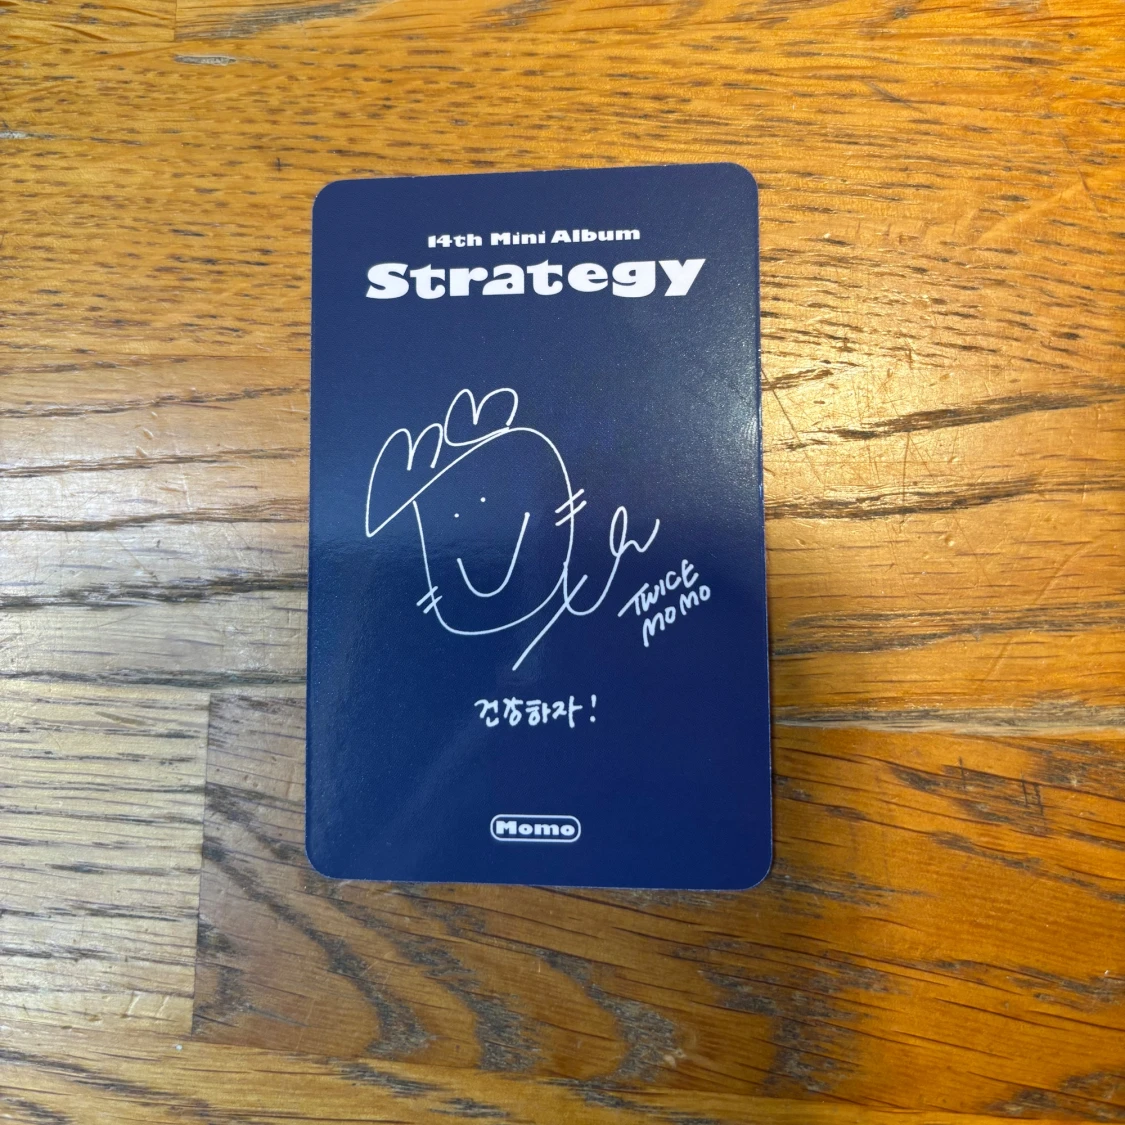 14th Mini Album
Strategy
TWICE
MOMO
건강하자!
Momo